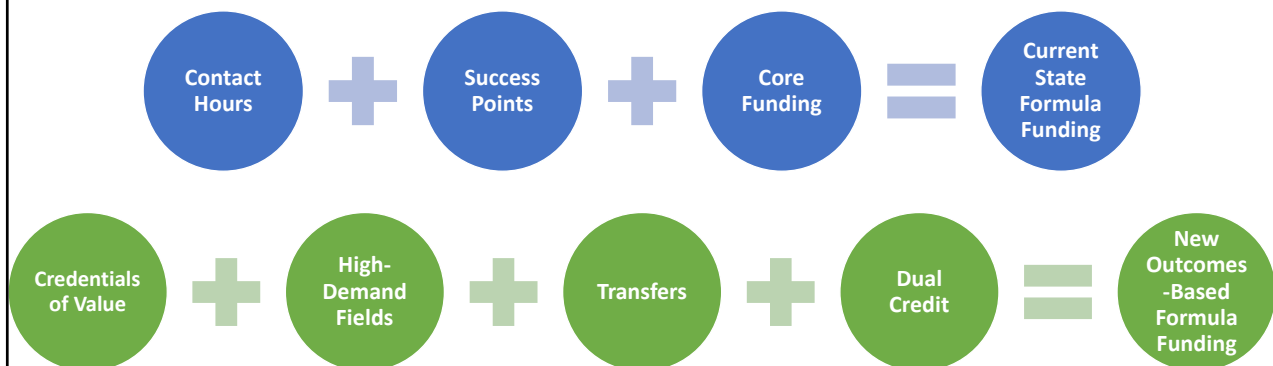 Contact
Hours
Success
Points
Core
Funding
Current
State
Formula
Funding
Credentials
of Value
High-
Demand
Fields
Transfers
Dual
Credit
New
Outcomes
-Based
Formula
Funding